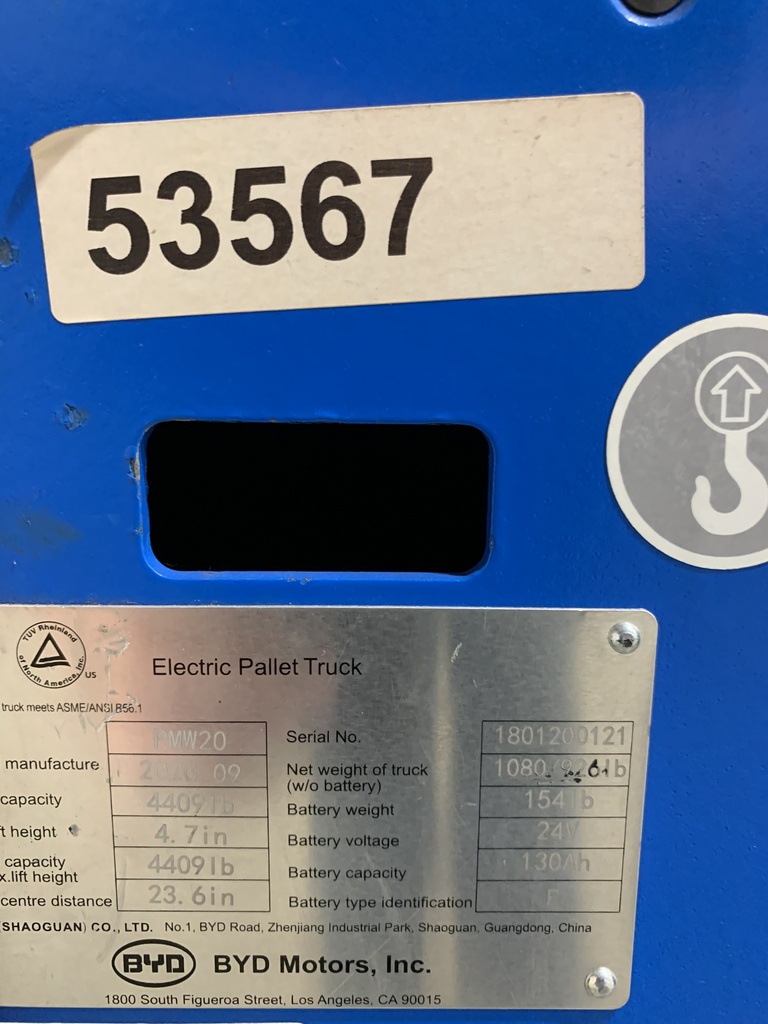 53567
TÜV Rheinland
of North America, Inc.
US
Electric Pallet Truck
truck meets ASME/ANSI B56.1
PMW20 Serial No. 1801200121
manufacture 2020 09 Net weight of truck
(w/o battery) lb
capacity 4409lb Battery weight 154lb
height 4.7in Battery voltage 24V
capacity
lift height 4409lb Battery capacity 130Ah
centre distance 23.6in Battery type identification
(SHAOGUAN) CO., LTD. No.1, BYD Road, Zhenjiang Industrial Park, Shaoguan, Guangdong, China
BYD BYD Motors, Inc.
1800 South Figueroa Street, Los Angeles, CA 90015